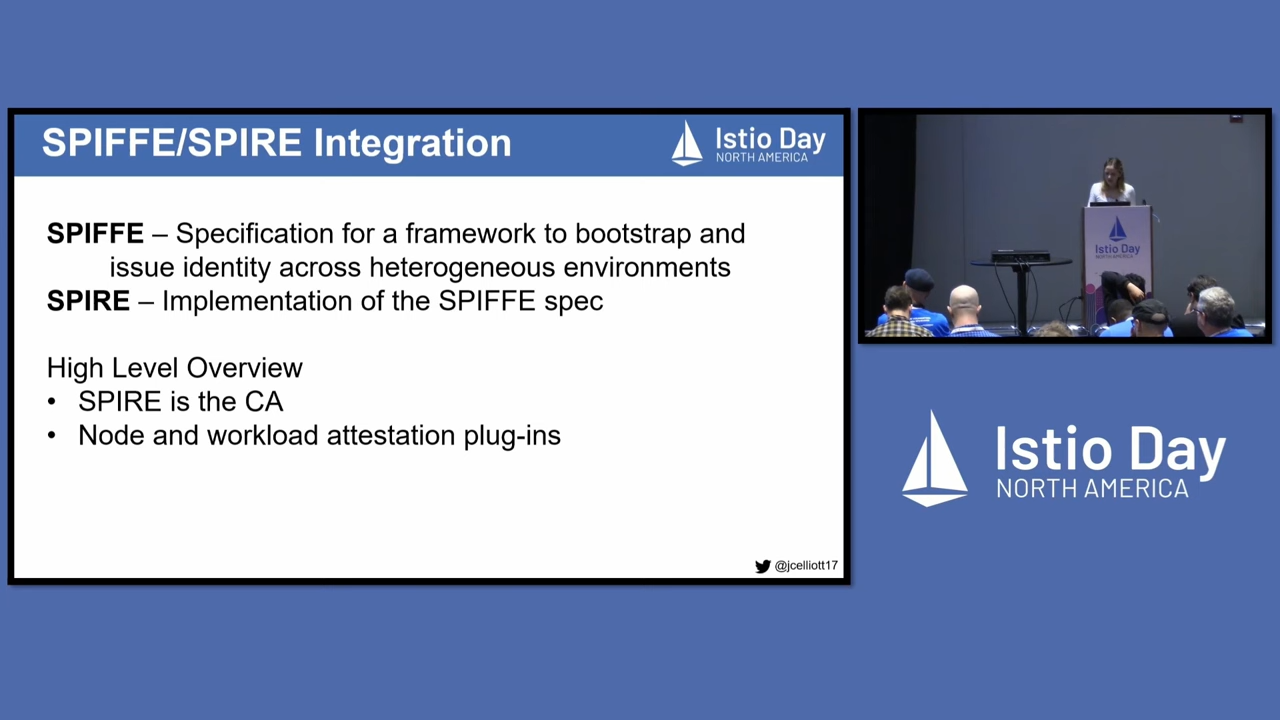 SPIFFE/SPIRE Integration
Istio Day
NORTH AMERICA
SPIFFE – Specification for a framework to bootstrap and
issue identity across heterogeneous environments
SPIRE – Implementation of the SPIFFE spec
High Level Overview
• SPIRE is the CA
• Node and workload attestation plug-ins
@jcelliott17
Istio Day
NORTH AMERICA
Istio Day
NORTH AMERICA